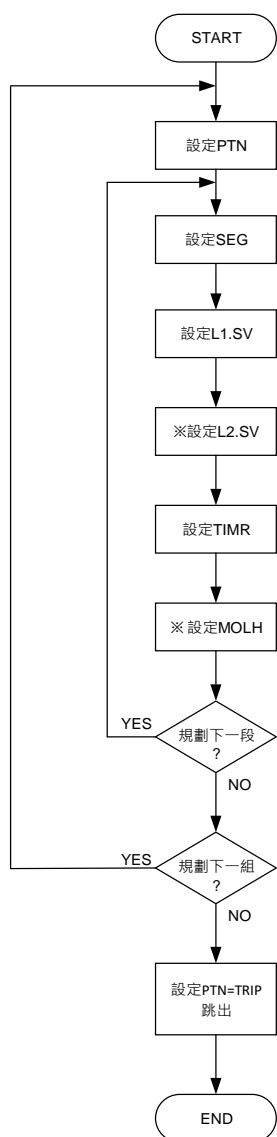 START
設定PTN
設定SEG
設定L1.SV
※設定L2.SV
設定TIMR
※ 設定MOLH
YES
規劃下一段
?
NO
YES
規劃下一組
?
NO
設定PTN=TRIP
跳出
END